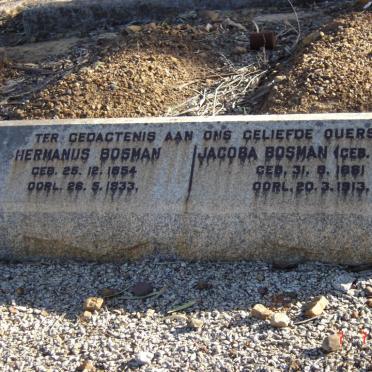 TER GEDACTENIS AAN ONS GELIEFDE OUERS
HERMANUS BOSMAN
GEB. 25. 12. 1854
OORL. 26. 5. 1933.
JACOBA BOSMAN (GEB.
GEB. 31. 8. 1861
OORL. 20. 3. 1913.